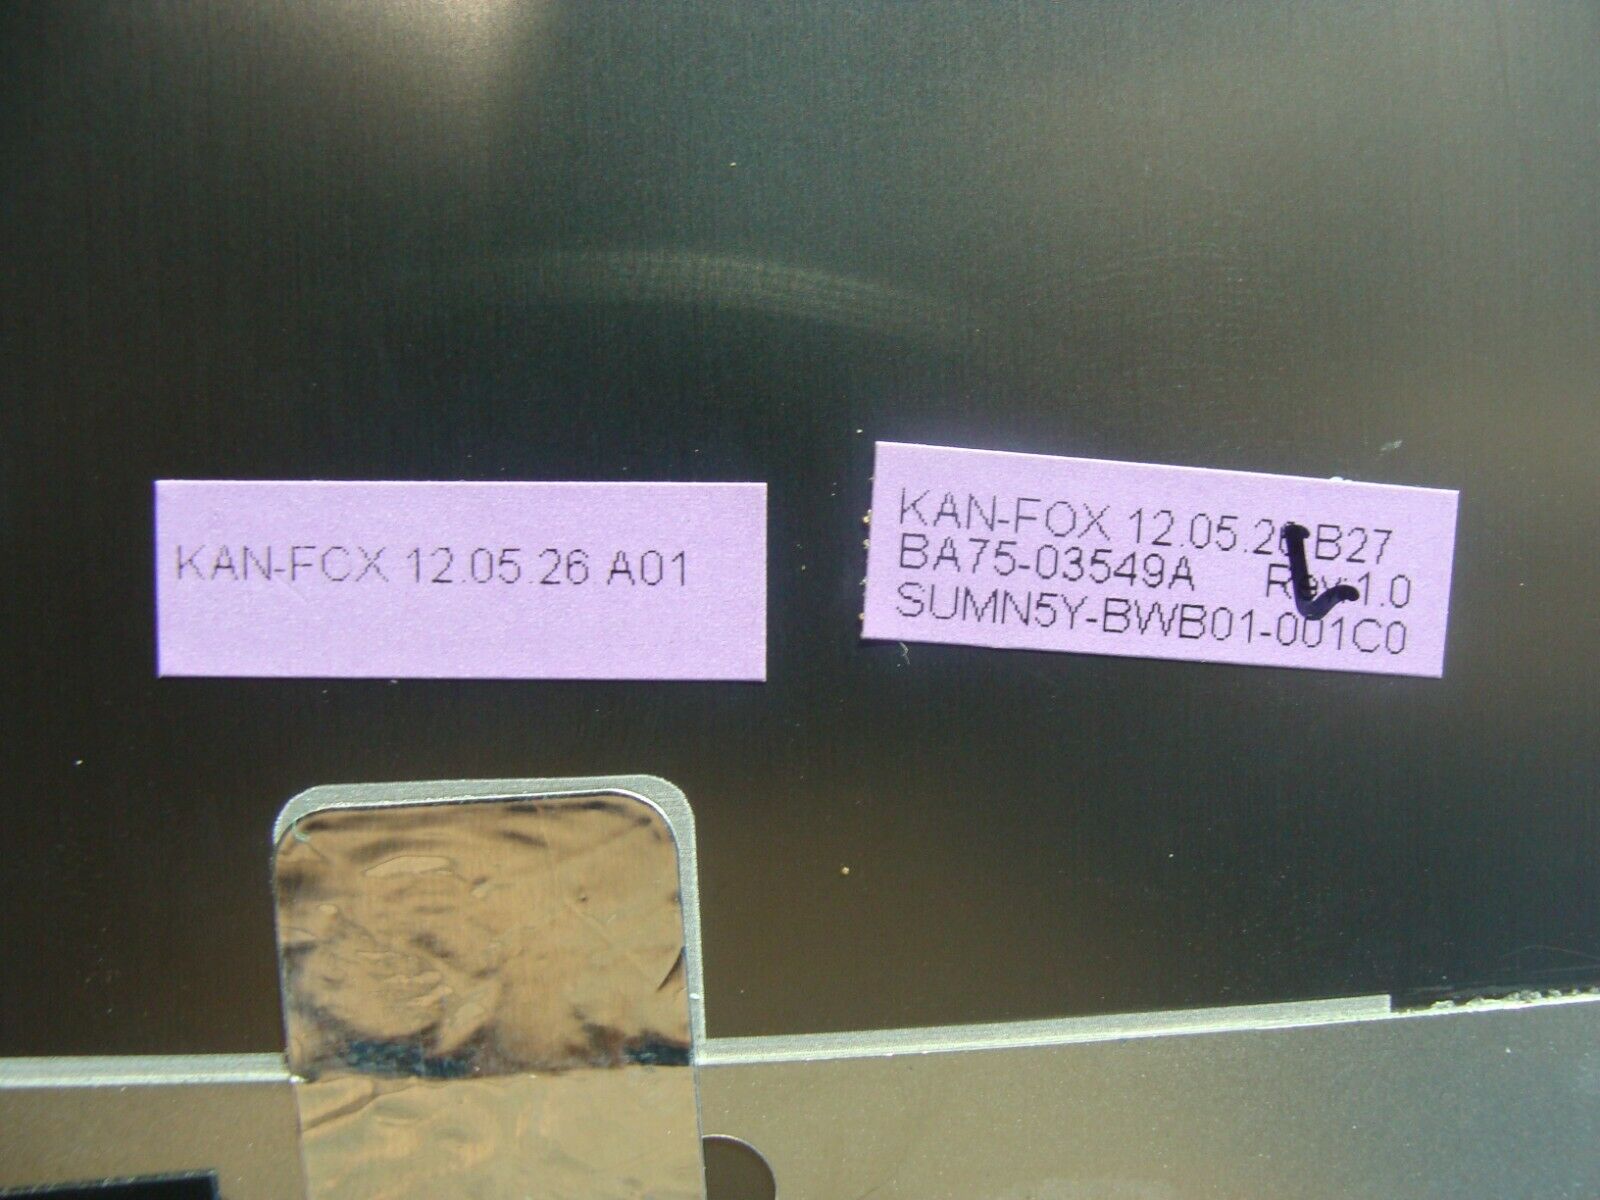 KAN-FOX 12.05.26 A01
KAN-FOX 12.05.26 B27
BA75-03549A Rev 1.0
SUMN5Y-BWB01-001C0